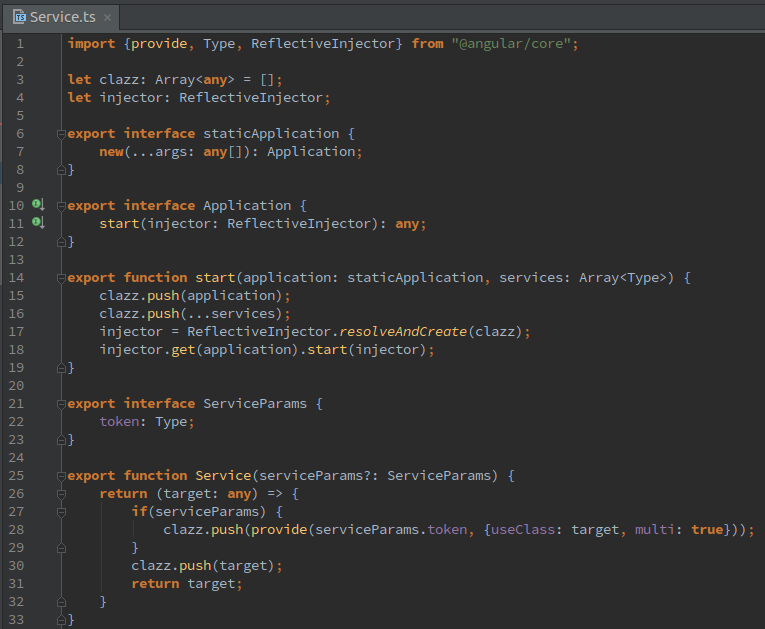 Service.ts ×
1 import {provide, Type, ReflectiveInjector} from "@angular/core";
2
3 let clazz: Array<any> = [];
4 let injector: ReflectiveInjector;
5
6 export interface staticApplication {
7     new(...args: any[]): Application;
8 }
9
10 export interface Application {
11     start(injector: ReflectiveInjector): any;
12 }
13
14 export function start(application: staticApplication, services: Array<Type>) {
15     clazz.push(application);
16     clazz.push(...services);
17     injector = ReflectiveInjector.resolveAndCreate(clazz);
18     injector.get(application).start(injector);
19 }
20
21 export interface ServiceParams {
22     token: Type;
23 }
24
25 export function Service(serviceParams?: ServiceParams) {
26     return (target: any) => {
27         if(serviceParams) {
28             clazz.push(provide(serviceParams.token, {useClass: target, multi: true}));
29         }
30         clazz.push(target);
31         return target;
32     }
33 }